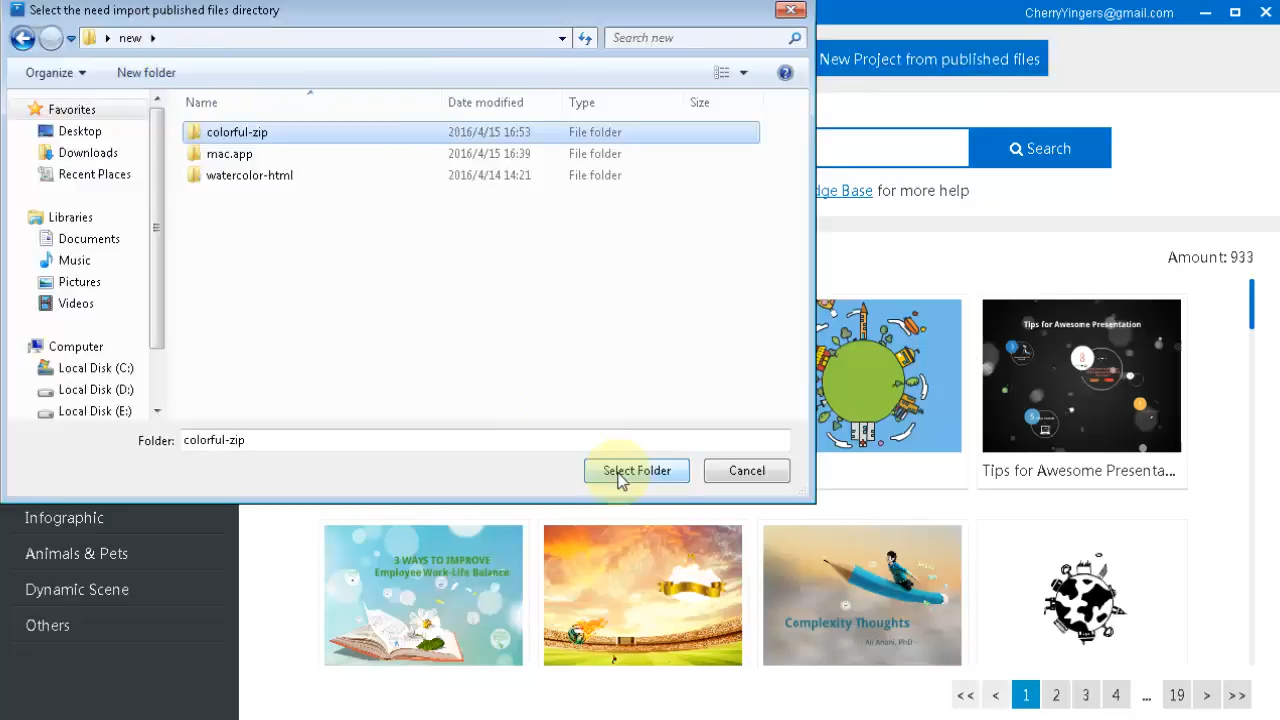 Select the need import published files directory
CherryYingers@gmail.com
new
Search new
New Project from published files
Organize
New folder
Favorites
Desktop
Downloads
Recent Places
Libraries
Documents
Music
Pictures
Videos
Computer
Local Disk (C:)
Local Disk (D:)
Local Disk (E:)
Name
Date modified
Type
Size
colorful-zip
2016/4/15 16:53
File folder
mac.app
2016/4/15 16:39
File folder
watercolor-html
2016/4/14 14:21
File folder
Folder:
colorful-zip
Select Folder
Cancel
Search
dge Base for more help
Amount: 933
Tips for Awesome Presentation
8
Tips for Awesome Presenta...
Infographic
Animals & Pets
Dynamic Scene
Others
3 WAYS TO IMPROVE
Employee Work-Life Balance
Complexity Thoughts
Ali Anani, PhD
<< < 1 2 3 4 ... 19 > >>